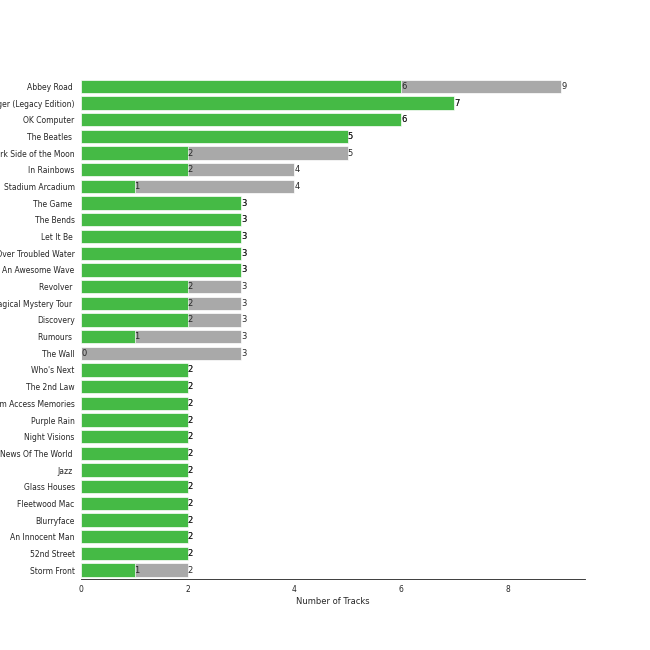 Abbey Road 6 9
ger (Legacy Edition) 7
OK Computer 6
The Beatles 5
rk Side of the Moon 2 5
In Rainbows 2 4
Stadium Arcadium 1 4
The Game 3
The Bends 3
Let It Be 3
Over Troubled Water 3
An Awesome Wave 3
Revolver 2 3
agical Mystery Tour 2 3
Discovery 2 3
Rumours 1 3
The Wall 0 3
Who's Next 2
The 2nd Law 2
m Access Memories 2
Purple Rain 2
Night Visions 2
News Of The World 2
Jazz 2
Glass Houses 2
Fleetwood Mac 2
Blurryface 2
An Innocent Man 2
52nd Street 2
Storm Front 1 2
0 2 4 6 8
Number of Tracks